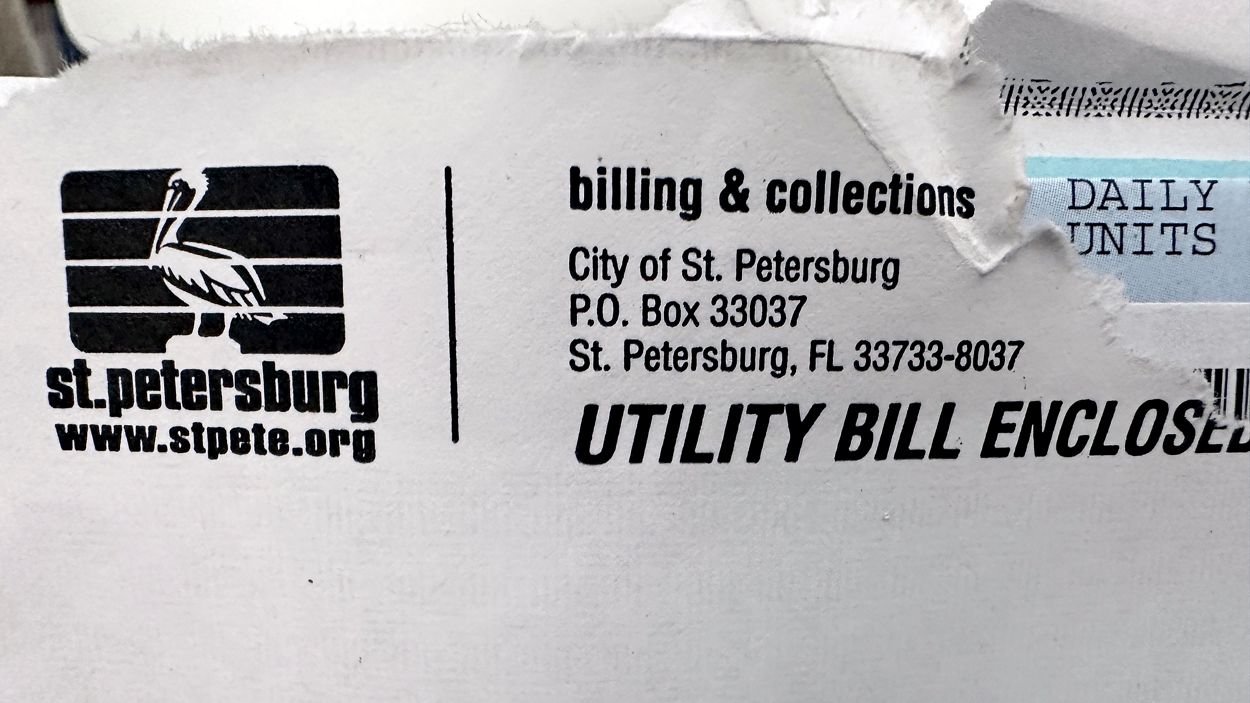 st.petersburg
www.stpete.org
billing & collections
City of St. Petersburg
P.O. Box 33037
St. Petersburg, FL 33733-8037
UTILITY BILL ENCLOSED
DAILY
UNITS